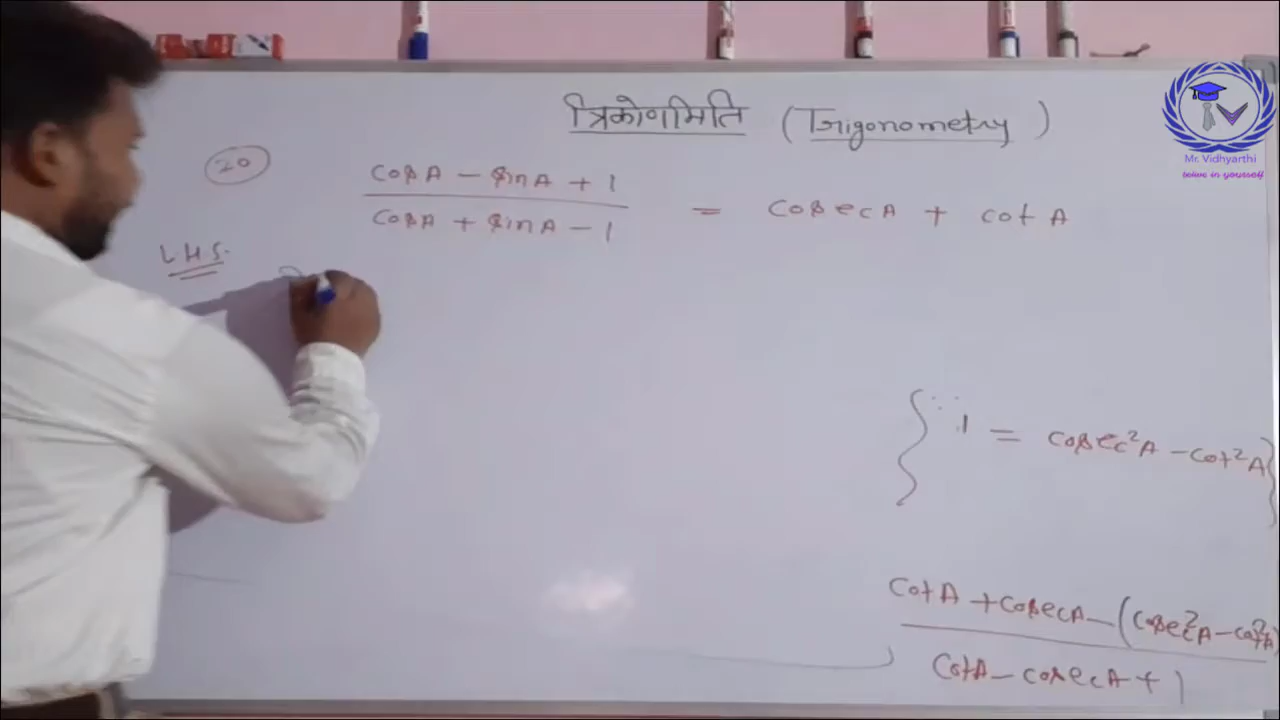 त्रिकोणमिति (Trigonometry)
20
cosA - sinA + 1
cosA + sinA - 1
= cosecA + cot A
L.H.S.
{ ∵ 1 = cosec²A - cot²A }
cotA + cosecA - (cosec²A - cot²A
cotA - cosecA + 1
Mr. Vidhyarthi